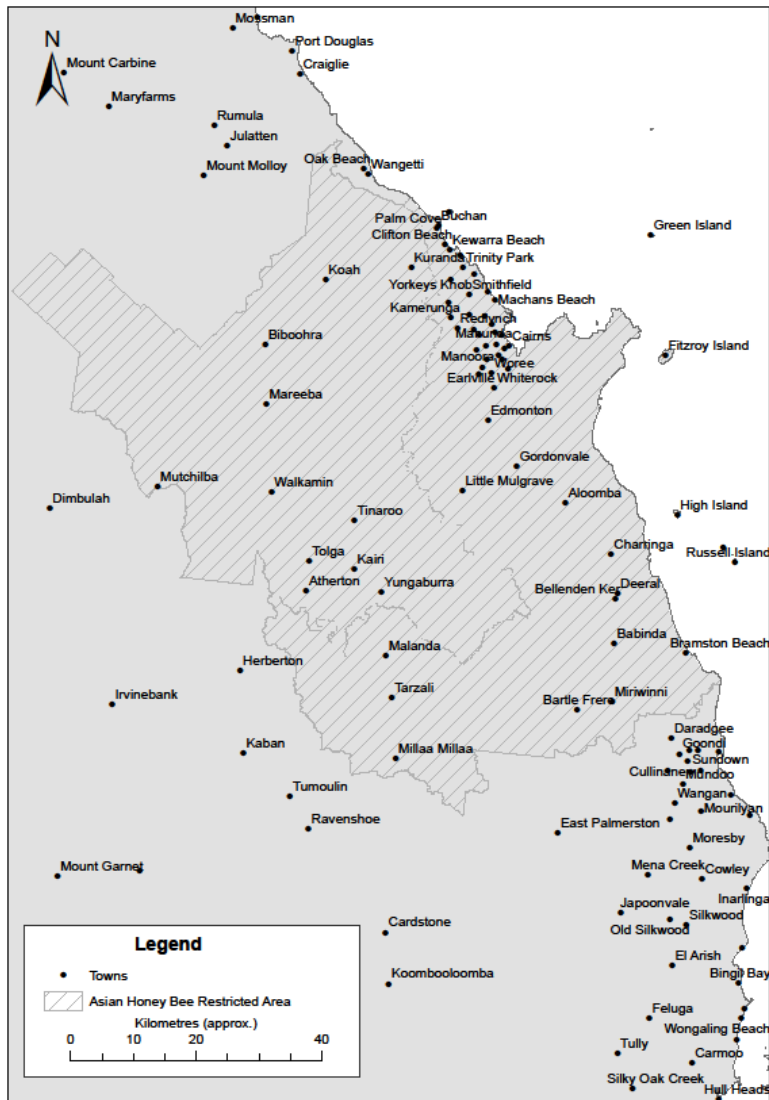 Mossman
N
Port Douglas
Mount Carbine
Craiglie
Maryfarms
Rumula
Julatten
Oak Beach
Wangetti
Mount Molloy
Palm Cove
Buchan
Green Island
Clifton Beach
Kewarra Beach
Kuranda
Trinity Park
Koah
Yorkeys Knob
Smithfield
Machans Beach
Kamerunga
Redlynch
Biboohra
Manunda
Cairns
Fitzroy Island
Manoora
Woree
Earlville
Whiterock
Mareeba
Edmonton
Gordonvale
Mutchilba
Walkamin
Little Mulgrave
Dimbulah
Aloomba
High Island
Tinaroo
Tolga
Kairi
Charringa
Russell Island
Atherton
Yungaburra
Bellenden Ker
Deeral
Babinda
Malanda
Bramston Beach
Herberton
Irvinebank
Tarzali
Bartle Frere
Miriwinni
Daradgee
Kaban
Millaa Millaa
Goondi
Sundown
Cullinane
Mundoo
Tumoulin
Wangan
Mourilyan
Ravenshoe
East Palmerston
Moresby
Mount Garnet
Mena Creek
Cowley
Inarlinga
Japoonvale
Silkwood
Cardstone
Old Silkwood
El Arish
Bingil Bay
Koombooloomba
Feluga
Wongaling Beach
Tully
Carmoo
Silky Oak Creek
Hull Heads
Legend
Towns
Asian Honey Bee Restricted Area
Kilometres (approx.)
0 10 20 40